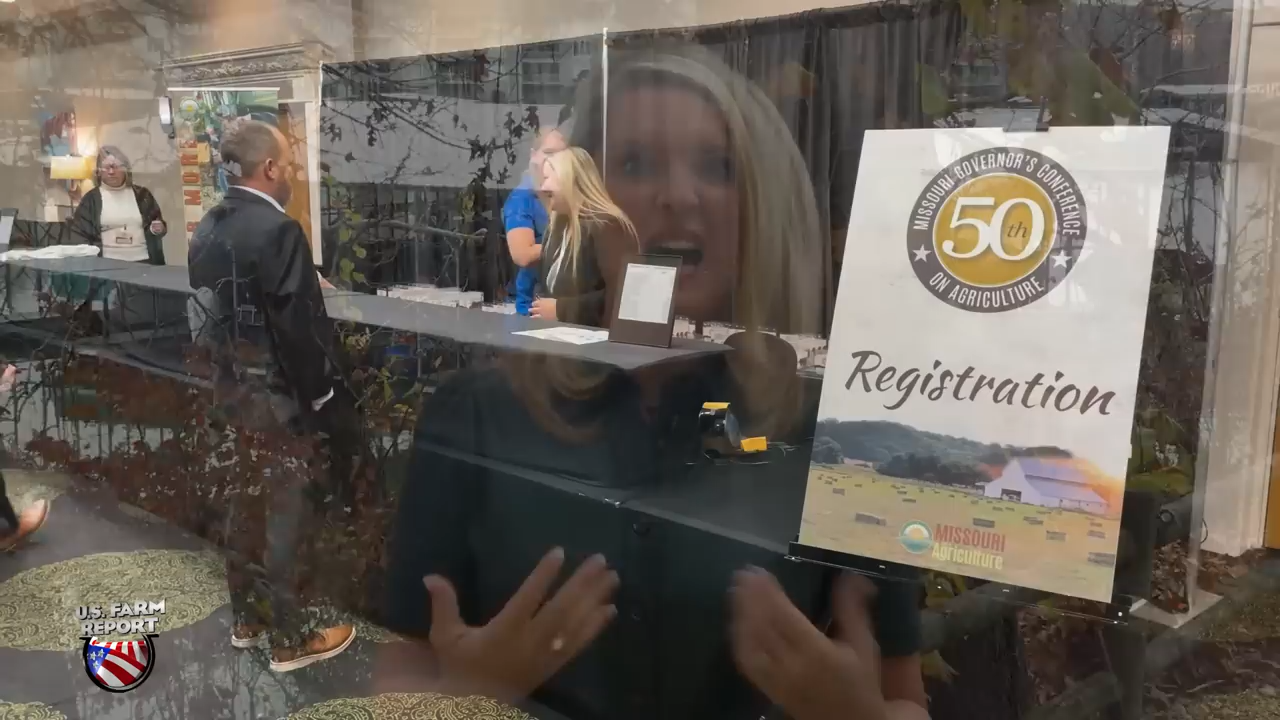 MISSOURI GOVERNOR'S CONFERENCE
50th
ON AGRICULTURE
Registration
MISSOURI
Agriculture
U.S. FARM
REPORT